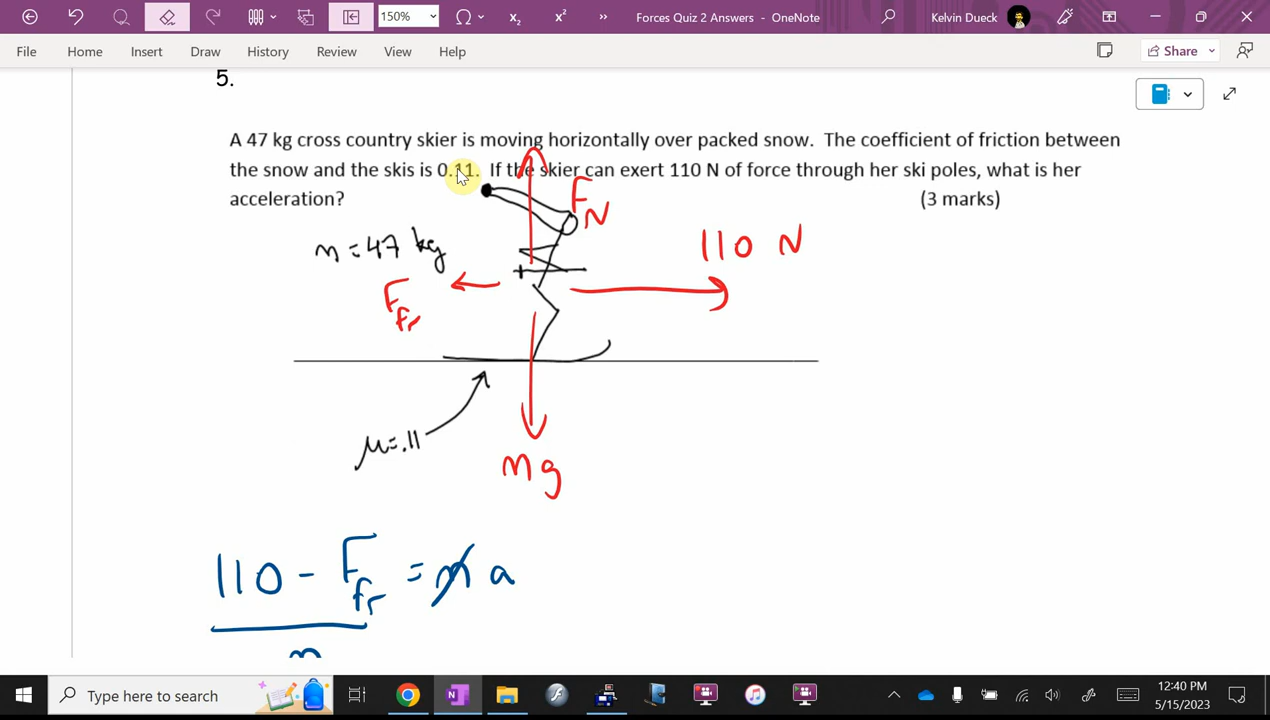 150%
x₂
x²
Forces Quiz 2 Answers - OneNote
Kelvin Dueck
File Home Insert Draw History Review View Help
Share
5.
A 47 kg cross country skier is moving horizontally over packed snow. The coefficient of friction between
the snow and the skis is 0.11. If the skier can exert 110 N of force through her ski poles, what is her
acceleration? (3 marks)
F_N
m = 47 kg
110 N
F_fr
μ = .11
mg
110 - F_fr = m a
m
Type here to search
12:40 PM
5/15/2023